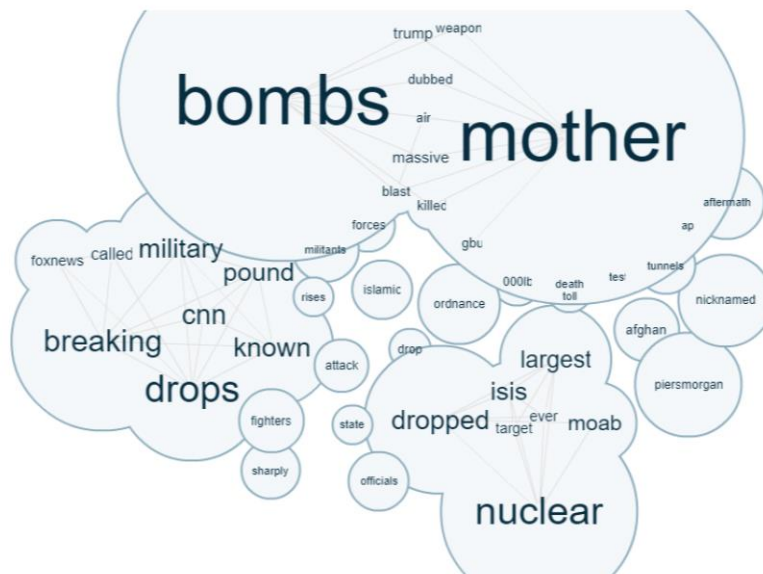 trump weapon
bombs
dubbed
air
mother
massive
blast
killed
aftermath
forces
ap
foxnews called military
militants
gbu
pound
tunnels
000lb
death
toll
test
rises
islamic
ordnance
nicknamed
cnn
breaking
known
afghan
drop
largest
attack
drops
isis
piersmorgan
fighters
state
dropped
target
ever
moab
sharply
officials
nuclear